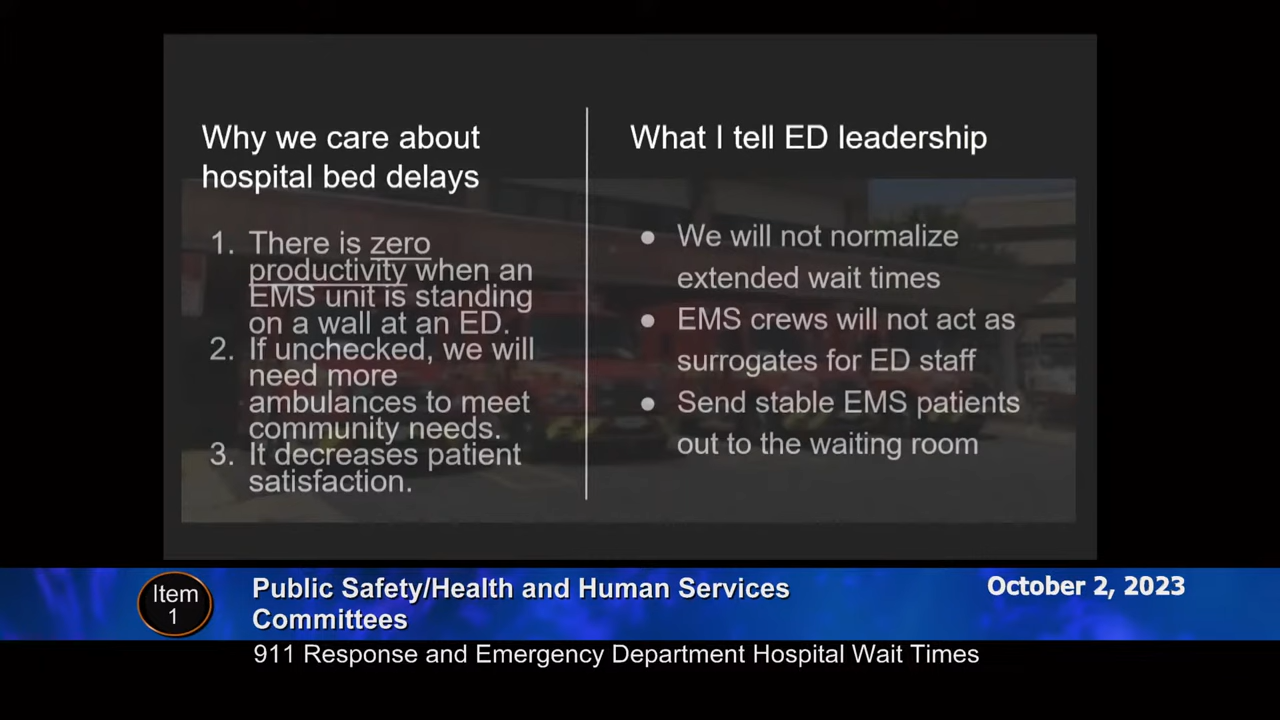 Why we care about
hospital bed delays
1. There is zero
productivity when an
EMS unit is standing
on a wall at an ED.
2. If unchecked, we will
need more
ambulances to meet
community needs.
3. It decreases patient
satisfaction.
What I tell ED leadership
● We will not normalize
extended wait times
● EMS crews will not act as
surrogates for ED staff
● Send stable EMS patients
out to the waiting room
Item
1
Public Safety/Health and Human Services
Committees
October 2, 2023
911 Response and Emergency Department Hospital Wait Times